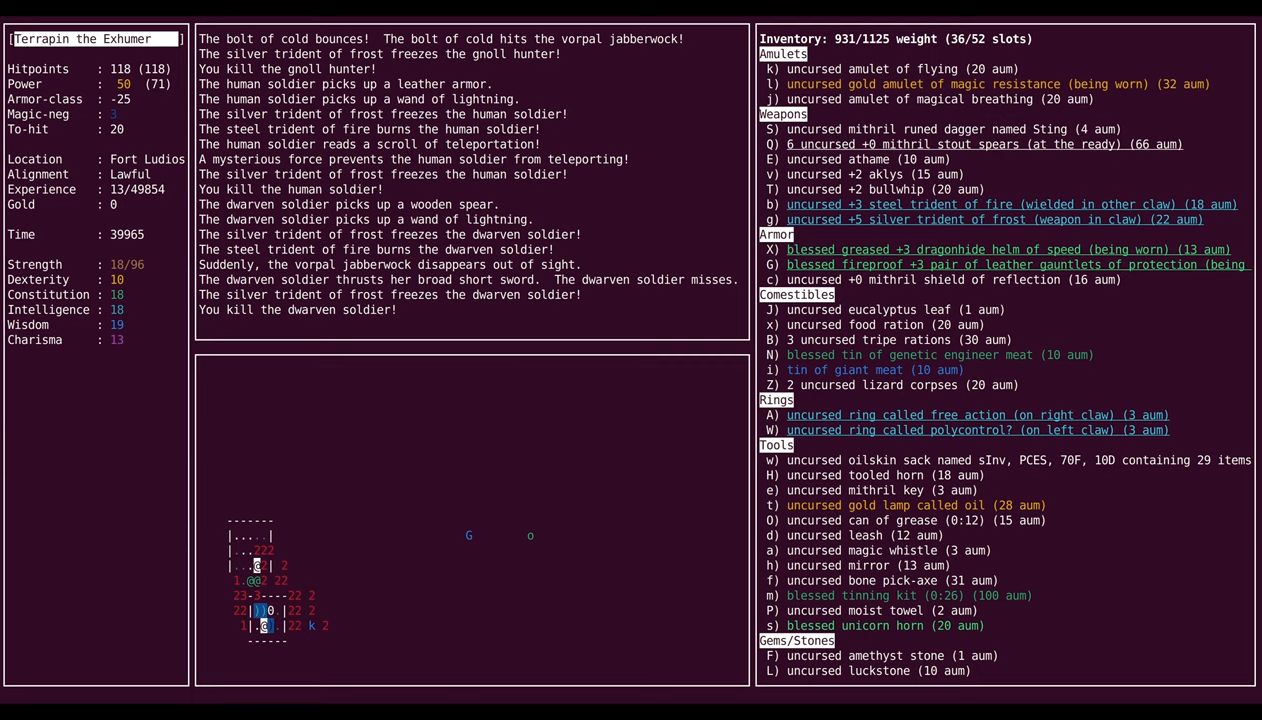 [Terrapin the Exhumer ]
Hitpoints : 118 (118)
Power : 50 (71)
Armor-class : -25
Magic-neg : 3
To-hit : 20
Location : Fort Ludios
Alignment : Lawful
Experience : 13/49854
Gold : 0
Time : 39965
Strength : 18/96
Dexterity : 10
Constitution : 18
Intelligence : 18
Wisdom : 19
Charisma : 13
The bolt of cold bounces! The bolt of cold hits the vorpal jabberwock!
The silver trident of frost freezes the gnoll hunter!
You kill the gnoll hunter!
The human soldier picks up a leather armor.
The human soldier picks up a wand of lightning.
The silver trident of frost freezes the human soldier!
The steel trident of fire burns the human soldier!
The human soldier reads a scroll of teleportation!
A mysterious force prevents the human soldier from teleporting!
The silver trident of frost freezes the human soldier!
You kill the human soldier!
The dwarven soldier picks up a wooden spear.
The dwarven soldier picks up a wand of lightning.
The silver trident of frost freezes the dwarven soldier!
The steel trident of fire burns the dwarven soldier!
Suddenly, the vorpal jabberwock disappears out of sight.
The dwarven soldier thrusts her broad short sword. The dwarven soldier misses.
The silver trident of frost freezes the dwarven soldier!
You kill the dwarven soldier!
-------
|.....| G o
|...222
|...@2| 2
1.@@2 22
23-3----22 2
22|))0.|22 2
1|.@).|22 k 2
------
Inventory: 931/1125 weight (36/52 slots)
Amulets
k) uncursed amulet of flying (20 aum)
l) uncursed gold amulet of magic resistance (being worn) (32 aum)
j) uncursed amulet of magical breathing (20 aum)
Weapons
S) uncursed mithril runed dagger named Sting (4 aum)
Q) 6 uncursed +0 mithril stout spears (at the ready) (66 aum)
E) uncursed athame (10 aum)
v) uncursed +2 aklys (15 aum)
T) uncursed +2 bullwhip (20 aum)
b) uncursed +3 steel trident of fire (wielded in other claw) (18 aum)
g) uncursed +5 silver trident of frost (weapon in claw) (22 aum)
Armor
X) blessed greased +3 dragonhide helm of speed (being worn) (13 aum)
G) blessed fireproof +3 pair of leather gauntlets of protection (being
c) uncursed +0 mithril shield of reflection (16 aum)
Comestibles
J) uncursed eucalyptus leaf (1 aum)
x) uncursed food ration (20 aum)
B) 3 uncursed tripe rations (30 aum)
N) blessed tin of genetic engineer meat (10 aum)
i) tin of giant meat (10 aum)
Z) 2 uncursed lizard corpses (20 aum)
Rings
A) uncursed ring called free action (on right claw) (3 aum)
W) uncursed ring called polycontrol? (on left claw) (3 aum)
Tools
w) uncursed oilskin sack named sInv, PCES, 70F, 10D containing 29 items
H) uncursed tooled horn (18 aum)
e) uncursed mithril key (3 aum)
t) uncursed gold lamp called oil (28 aum)
O) uncursed can of grease (0:12) (15 aum)
d) uncursed leash (12 aum)
a) uncursed magic whistle (3 aum)
h) uncursed mirror (13 aum)
f) uncursed bone pick-axe (31 aum)
m) blessed tinning kit (0:26) (100 aum)
P) uncursed moist towel (2 aum)
s) blessed unicorn horn (20 aum)
Gems/Stones
F) uncursed amethyst stone (1 aum)
L) uncursed luckstone (10 aum)